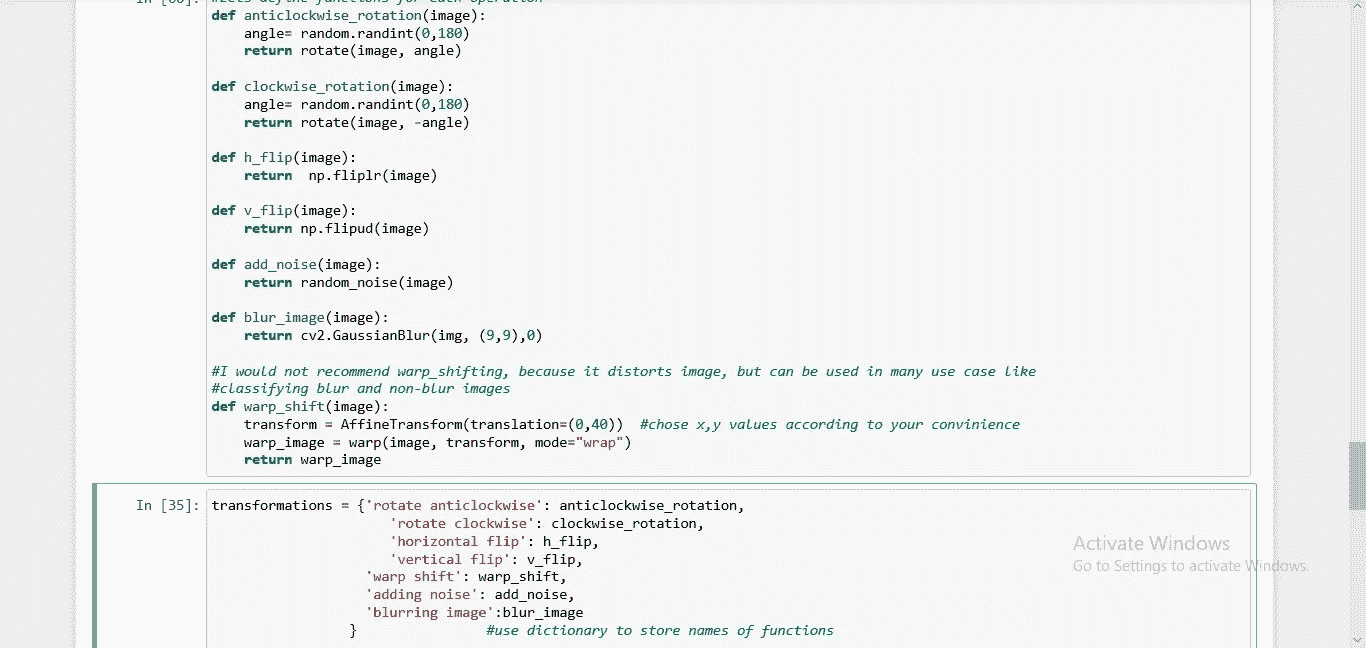 In [60]: #Lets define functions for each operation
def anticlockwise_rotation(image):
    angle= random.randint(0,180)
    return rotate(image, angle)

def clockwise_rotation(image):
    angle= random.randint(0,180)
    return rotate(image, -angle)

def h_flip(image):
    return  np.fliplr(image)

def v_flip(image):
    return np.flipud(image)

def add_noise(image):
    return random_noise(image)

def blur_image(image):
    return cv2.GaussianBlur(img, (9,9),0)

#I would not recommend warp_shifting, because it distorts image, but can be used in many use case like
#classifying blur and non-blur images
def warp_shift(image):
    transform = AffineTransform(translation=(0,40))  #chose x,y values according to your convinience
    warp_image = warp(image, transform, mode="wrap")
    return warp_image

In [35]: transformations = {'rotate anticlockwise': anticlockwise_rotation,
                      'rotate clockwise': clockwise_rotation,
                      'horizontal flip': h_flip,
                      'vertical flip': v_flip,
                   'warp shift': warp_shift,
                   'adding noise': add_noise,
                   'blurring image':blur_image
                 }                #use dictionary to store names of functions
Activate Windows
Go to Settings to activate Windows.